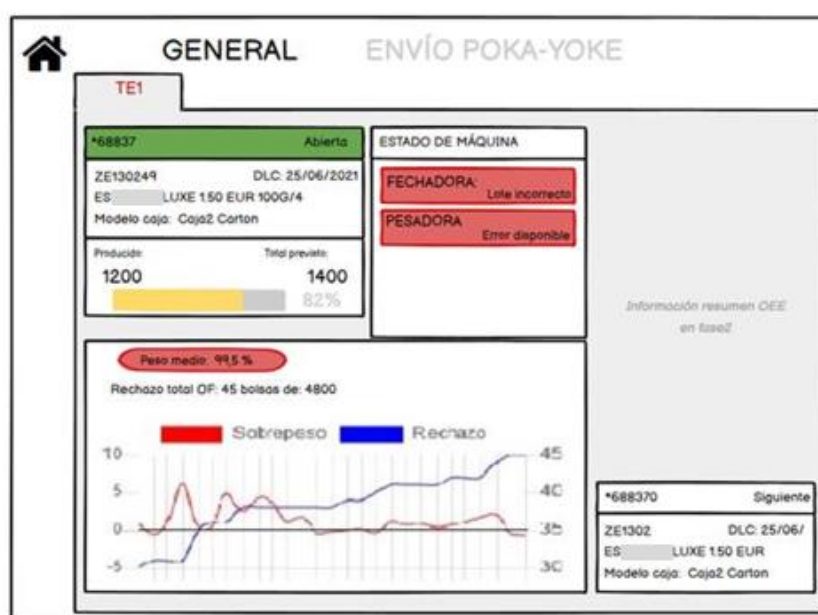 GENERAL ENVÍO POKA-YOKE
TE1
*68837 Abierta
ZE130249 DLC: 25/06/2021
ES LUXE 1.50 EUR 100G/4
Modelo caja: Caja2 Carton
Producido: Total previsto:
1200 1400
82%
ESTADO DE MÁQUINA
FECHADORA:
Lote incorrecto
PESADORA
Error disponible
Información resumen OEE
en fase2
Peso medio: 99,5 %
Rechazo total OF: 45 bolsas de: 4800
Sobrepeso Rechazo
10 45
5 40
0 35
-5 30
*688370 Siguiente
ZE1302 DLC: 25/06/
ES LUXE 1.50 EUR
Modelo caja: Caja2 Carton